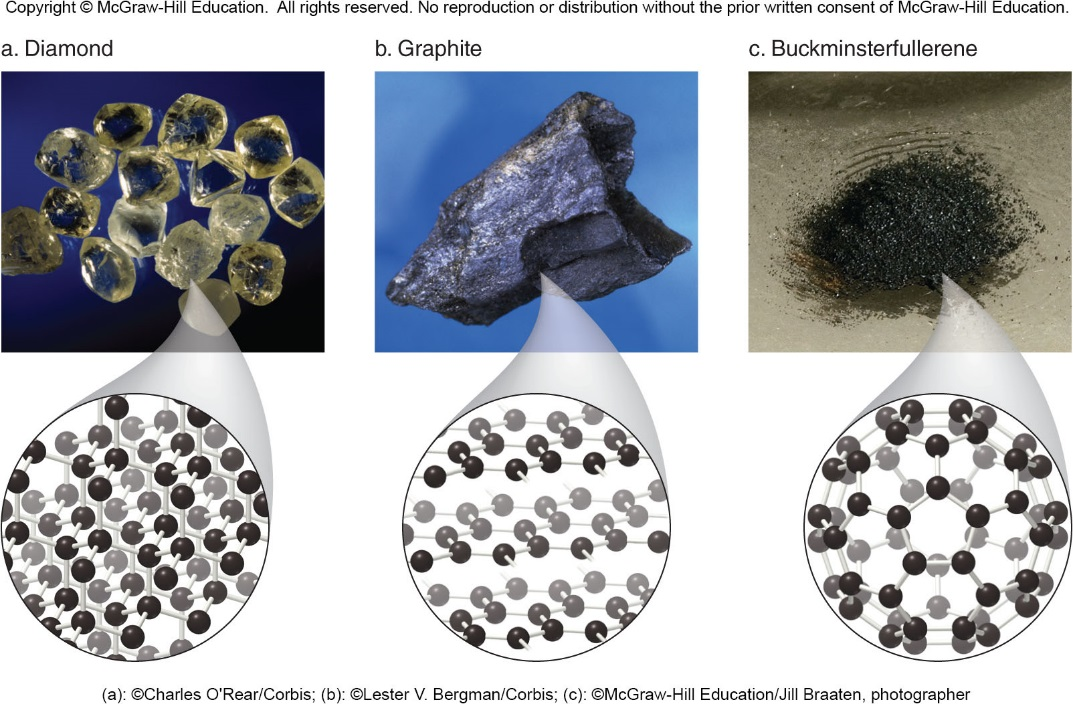 Copyright © McGraw-Hill Education. All rights reserved. No reproduction or distribution without the prior written consent of McGraw-Hill Education.
a. Diamond
b. Graphite
c. Buckminsterfullerene
(a): ©Charles O'Rear/Corbis; (b): ©Lester V. Bergman/Corbis; (c): ©McGraw-Hill Education/Jill Braaten, photographer